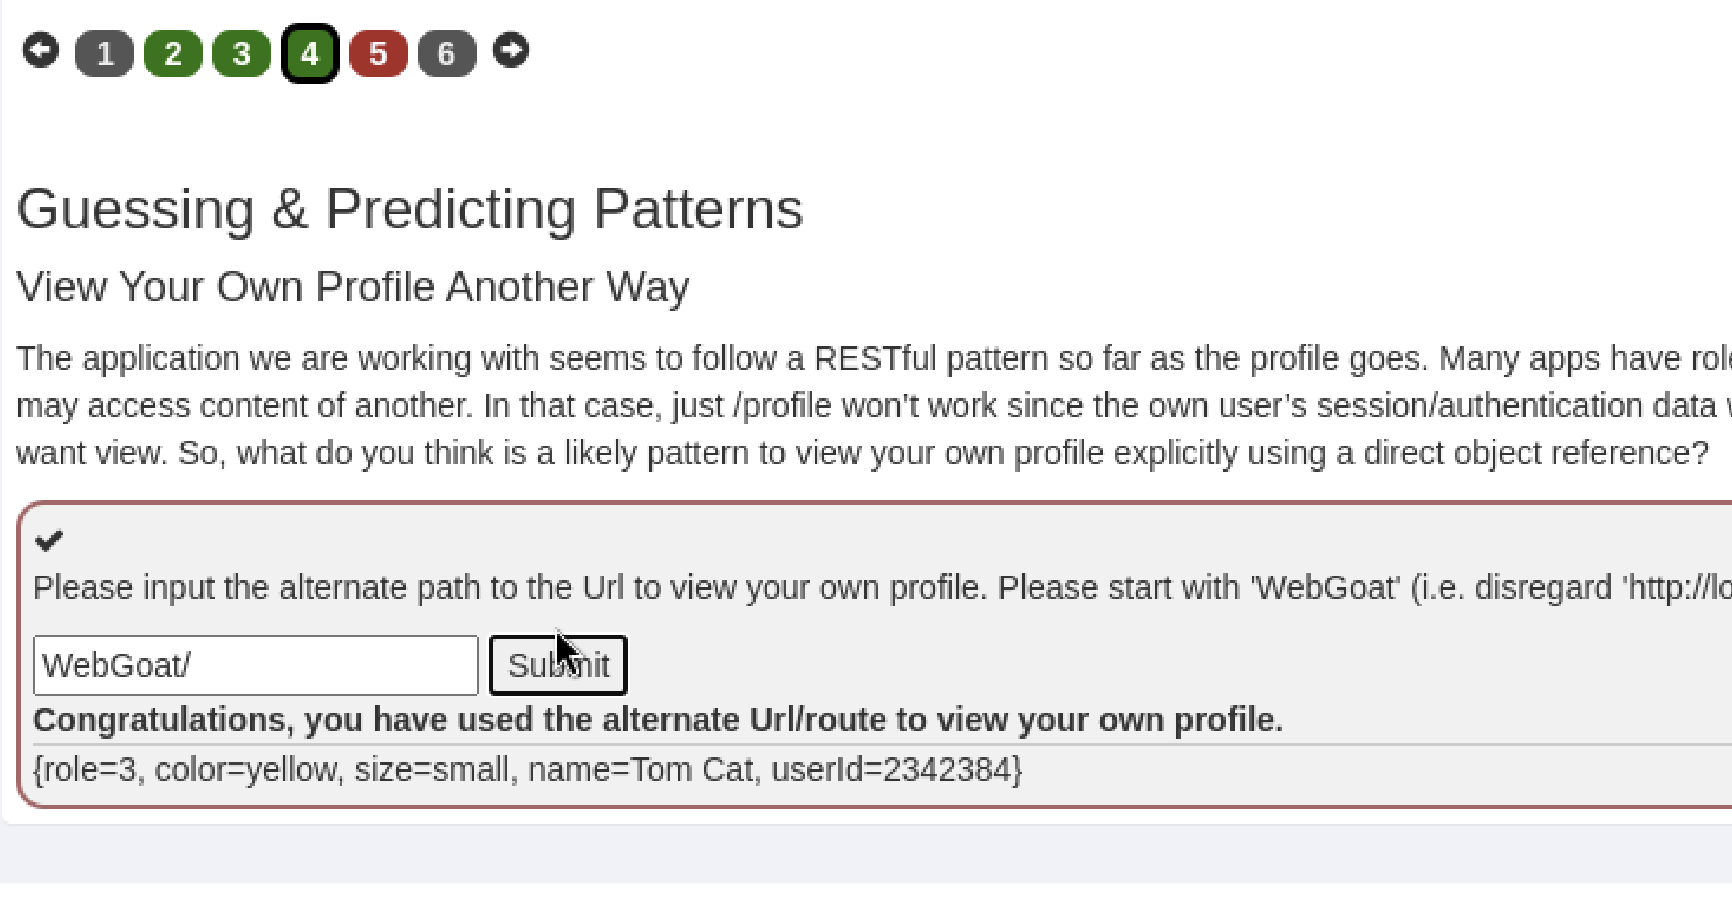 1 2 3 4 5 6
Guessing & Predicting Patterns
View Your Own Profile Another Way
The application we are working with seems to follow a RESTful pattern so far as the profile goes. Many apps have role
may access content of another. In that case, just /profile won't work since the own user's session/authentication data
want view. So, what do you think is a likely pattern to view your own profile explicitly using a direct object reference?
Please input the alternate path to the Url to view your own profile. Please start with 'WebGoat' (i.e. disregard 'http://lo
WebGoat/ Submit
Congratulations, you have used the alternate Url/route to view your own profile.
{role=3, color=yellow, size=small, name=Tom Cat, userId=2342384}